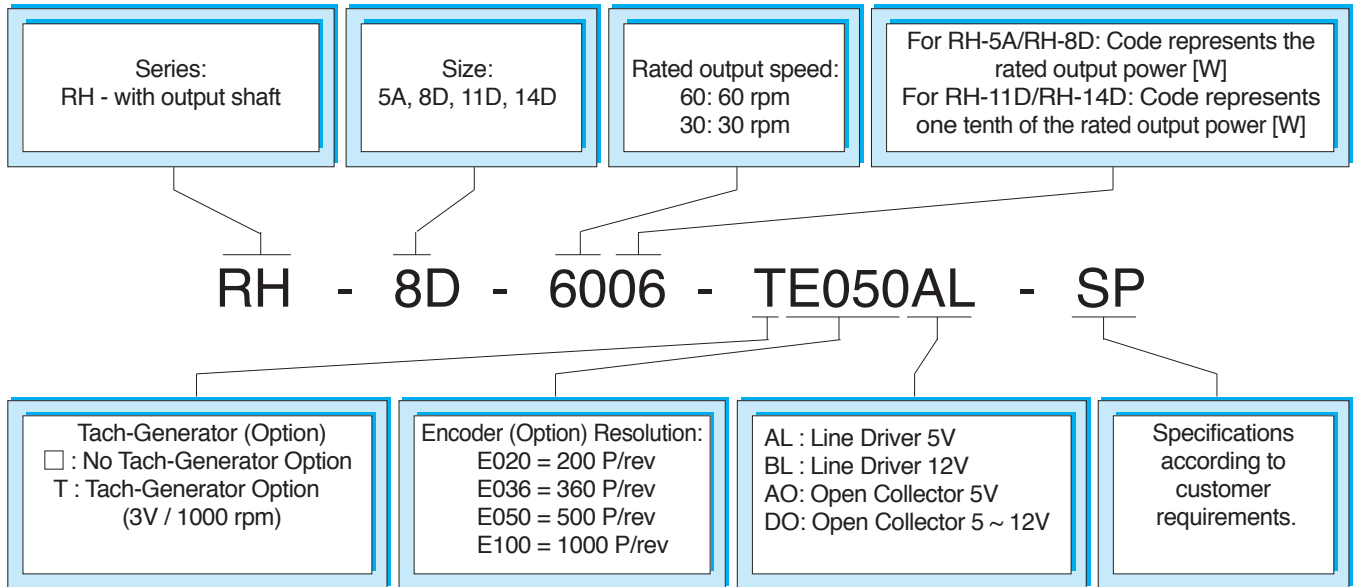 Series:
RH - with output shaft
Size:
5A, 8D, 11D, 14D
Rated output speed:
60: 60 rpm
30: 30 rpm
For RH-5A/RH-8D: Code represents the
rated output power [W]
For RH-11D/RH-14D: Code represents
one tenth of the rated output power [W]
RH - 8D - 6006 - TE050AL - SP
Tach-Generator (Option)
□ : No Tach-Generator Option
T : Tach-Generator Option
(3V / 1000 rpm)
Encoder (Option) Resolution:
E020 = 200 P/rev
E036 = 360 P/rev
E050 = 500 P/rev
E100 = 1000 P/rev
AL : Line Driver 5V
BL : Line Driver 12V
AO: Open Collector 5V
DO: Open Collector 5 ~ 12V
Specifications
according to
customer
requirements.